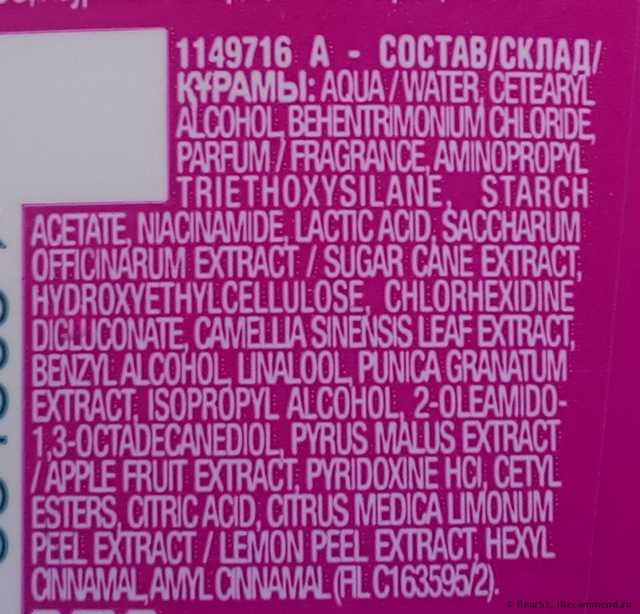 1149716 A - СОСТАВ/СКЛАД/
ҚҰРАМЫ: AQUA / WATER, CETEARYL
ALCOHOL, BEHENTRIMONIUM CHLORIDE,
PARFUM / FRAGRANCE, AMINOPROPYL
TRIETHOXYSILANE, STARCH
ACETATE, NIACINAMIDE, LACTIC ACID, SACCHARUM
OFFICINARUM EXTRACT / SUGAR CANE EXTRACT,
HYDROXYETHYLCELLULOSE, CHLORHEXIDINE
DIGLUCONATE, CAMELLIA SINENSIS LEAF EXTRACT,
BENZYL ALCOHOL, LINALOOL, PUNICA GRANATUM
EXTRACT, ISOPROPYL ALCOHOL, 2-OLEAMIDO-
1,3-OCTADECANEDIOL, PYRUS MALUS EXTRACT
/ APPLE FRUIT EXTRACT, PYRIDOXINE HCl, CETYL
ESTERS, CITRIC ACID, CITRUS MEDICA LIMONUM
PEEL EXTRACT / LEMON PEEL EXTRACT, HEXYL
CINNAMAL, AMYL CINNAMAL (FIL C163595/2).